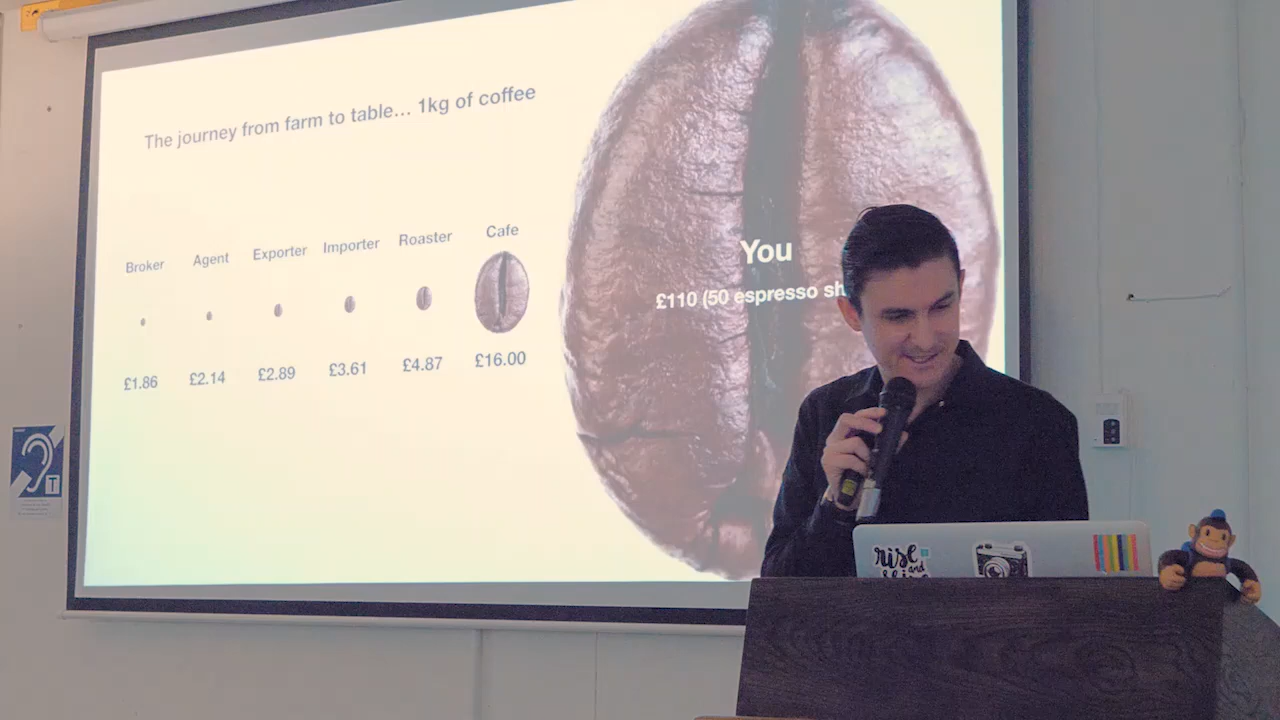 The journey from farm to table... 1kg of coffee
Broker
Agent
Exporter
Importer
Roaster
Cafe
£1.86
£2.14
£2.89
£3.61
£4.87
£16.00
You
£110 (50 espresso sh
T
rise
and